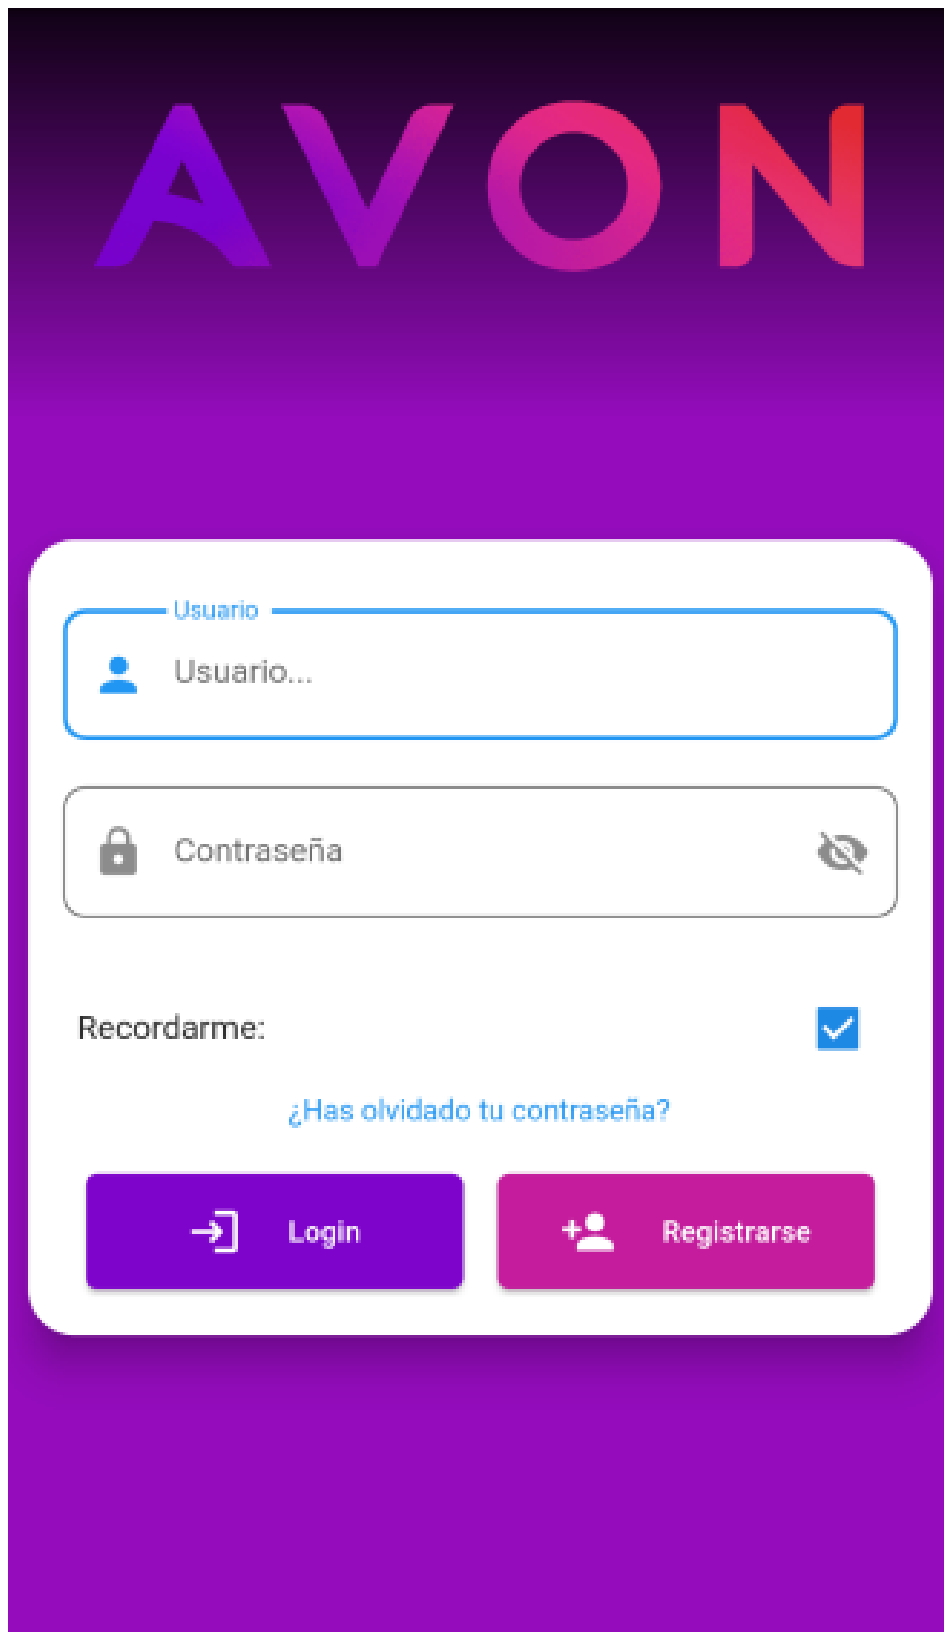 AVON
Usuario
Usuario...
Contraseña
Recordarme:
¿Has olvidado tu contraseña?
Login
Registrarse